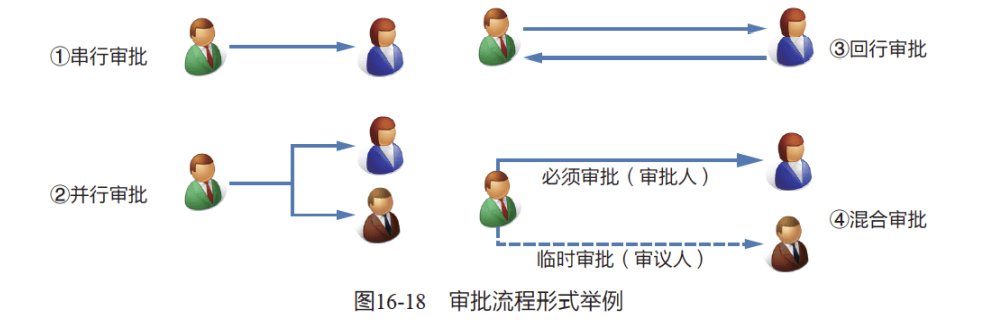 ①串行审批
③回行审批
②并行审批
必须审批（审批人）
④混合审批
临时审批（审议人）
图16-18 审批流程形式举例